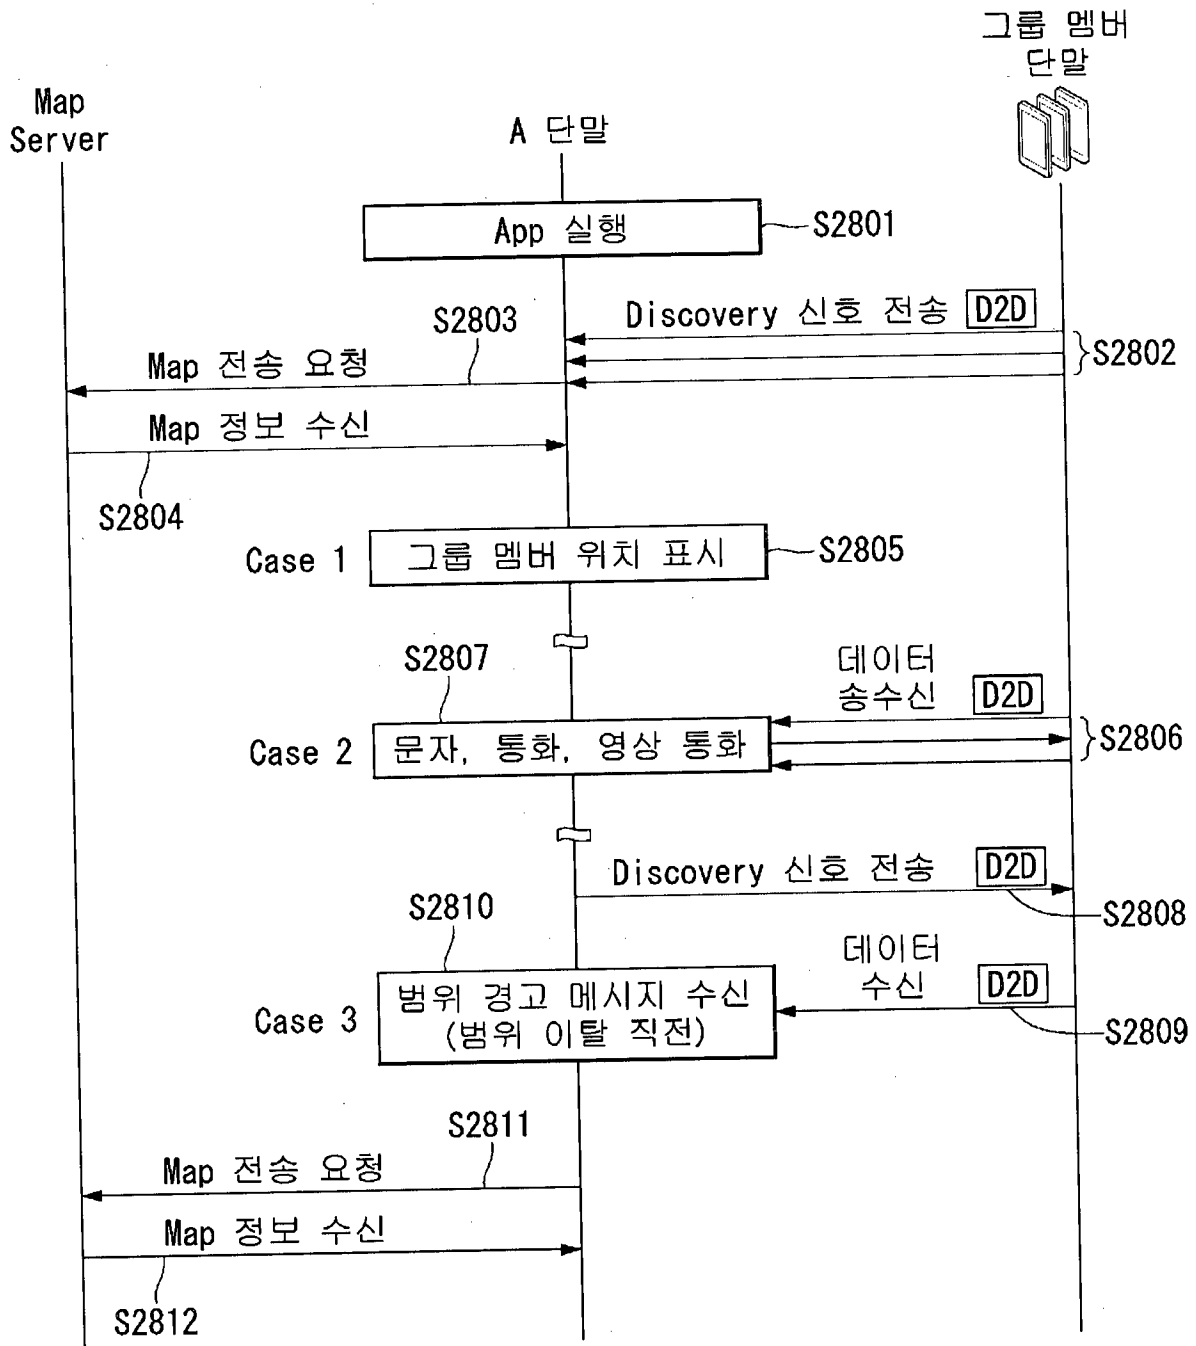 그룹 멤버
단말
Map
Server
A 단말
App 실행
S2801
Discovery 신호 전송 D2D
S2802
S2803
Map 전송 요청
Map 정보 수신
S2804
Case 1
그룹 멤버 위치 표시
S2805
S2807
데이터
송수신 D2D
S2806
Case 2
문자, 통화, 영상 통화
Discovery 신호 전송 D2D
S2808
S2810
데이터
수신 D2D
S2809
Case 3
범위 경고 메시지 수신
(범위 이탈 직전)
S2811
Map 전송 요청
Map 정보 수신
S2812